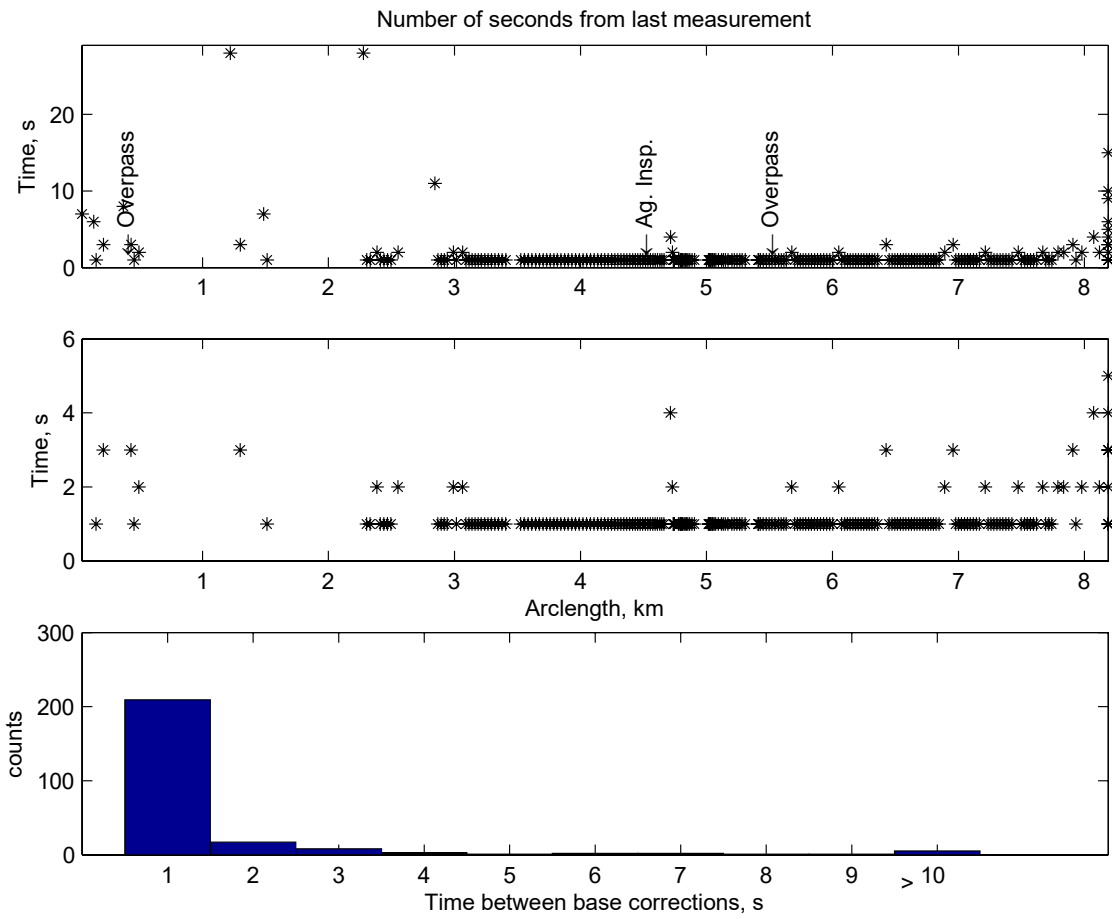 Number of seconds from last measurement
Time, s
20
10
0
Overpass
Ag. Insp.
Overpass
1 2 3 4 5 6 7 8
Time, s
6
4
2
0
1 2 3 4 5 6 7 8
Arclength, km
counts
300
200
100
0
1 2 3 4 5 6 7 8 9 > 10
Time between base corrections, s